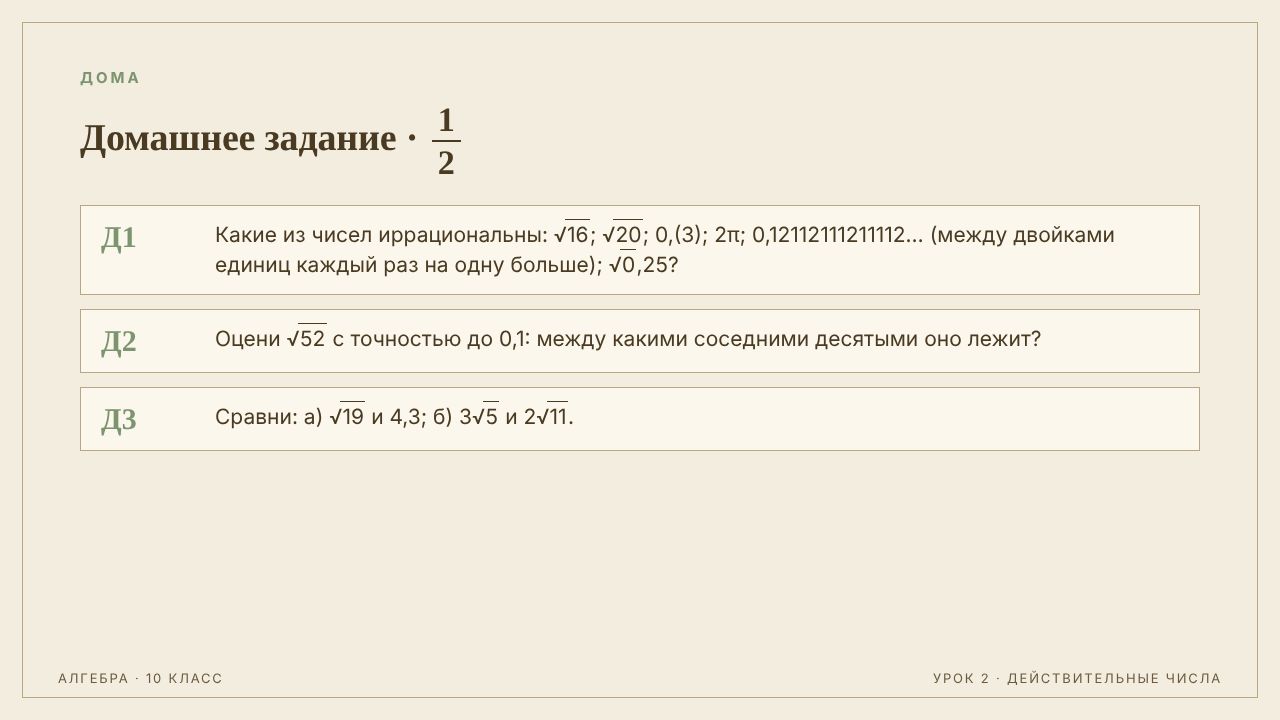 ДОМА
Домашнее задание · 1/2
Д1
Какие из чисел иррациональны: √16; √20; 0,(3); 2π; 0,12112111211112… (между двойками
единиц каждый раз на одну больше); √0,25?
Д2
Оцени √52 с точностью до 0,1: между какими соседними десятыми оно лежит?
Д3
Сравни: а) √19 и 4,3; б) 3√5 и 2√11.
АЛГЕБРА · 10 КЛАСС
УРОК 2 · ДЕЙСТВИТЕЛЬНЫЕ ЧИСЛА